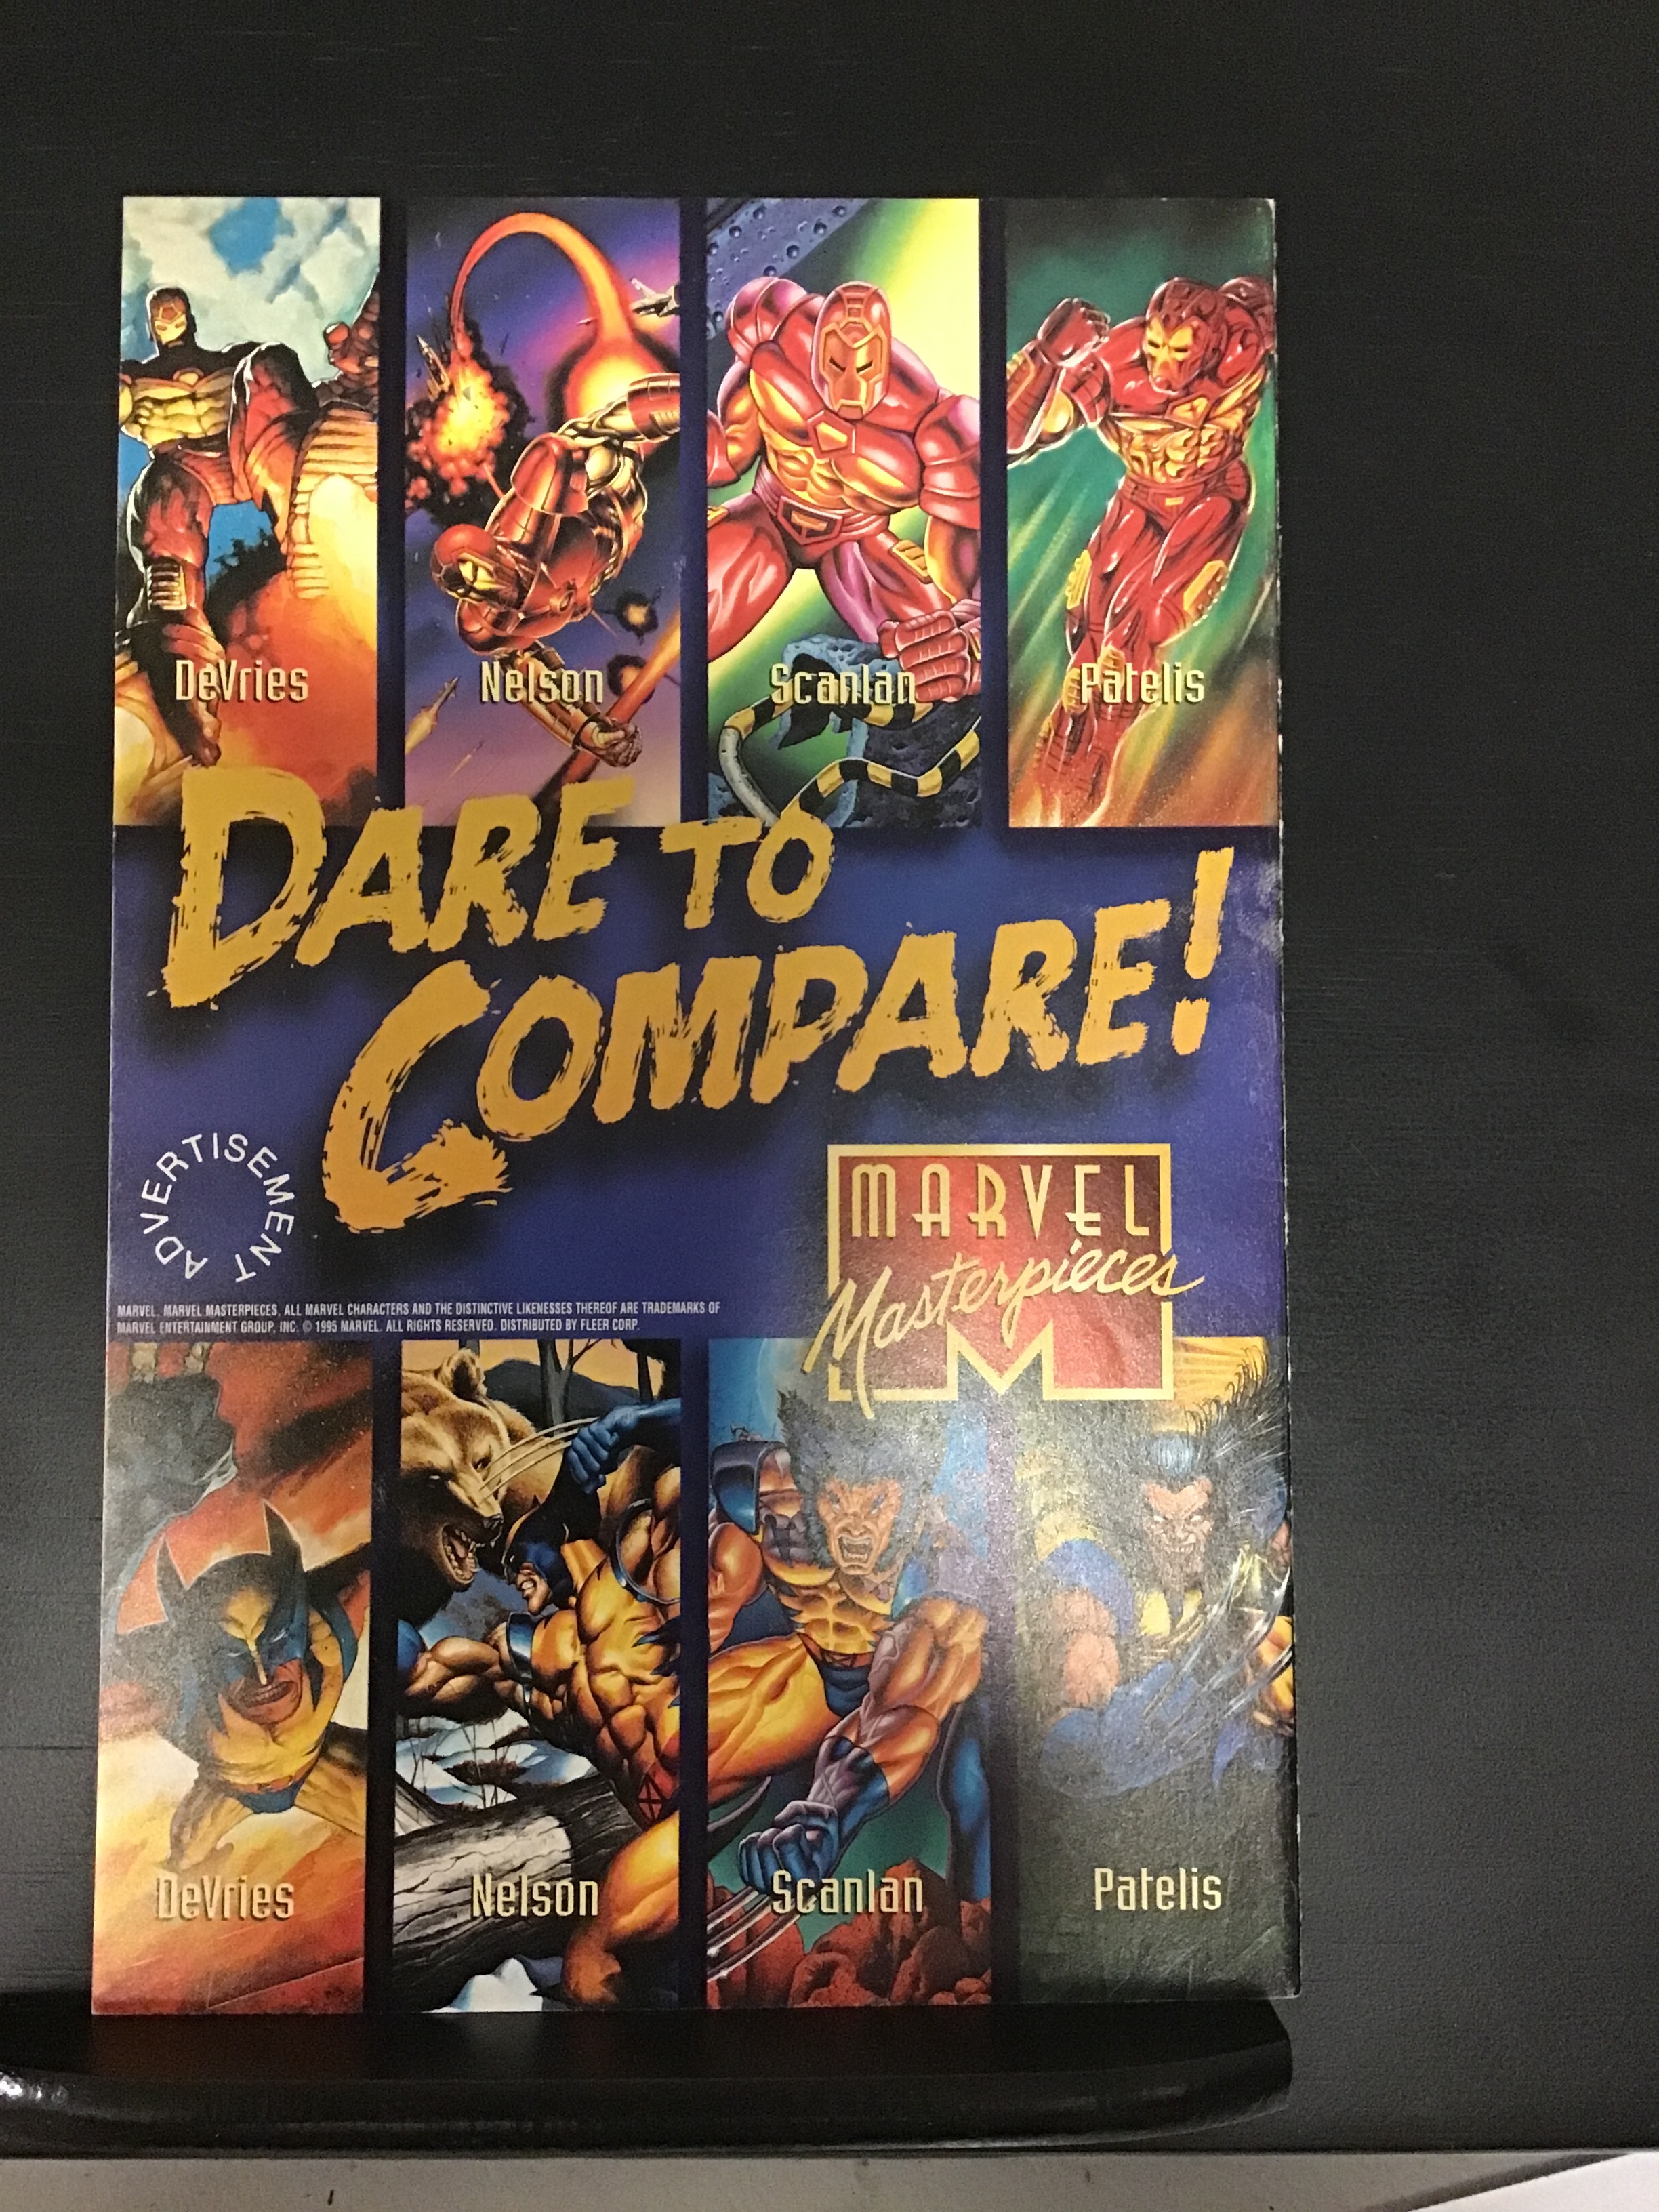 DeVries
Nelson
Scanlan
Patelis
DARE TO
COMPARE!
ADVERTISEMENT
MARVEL
Masterpieces
MARVEL, MARVEL MASTERPIECES, ALL MARVEL CHARACTERS AND THE DISTINCTIVE LIKENESSES THEREOF ARE TRADEMARKS OF
MARVEL ENTERTAINMENT GROUP, INC. © 1995 MARVEL. ALL RIGHTS RESERVED. DISTRIBUTED BY FLEER CORP.
DeVries
Nelson
Scanlan
Patelis